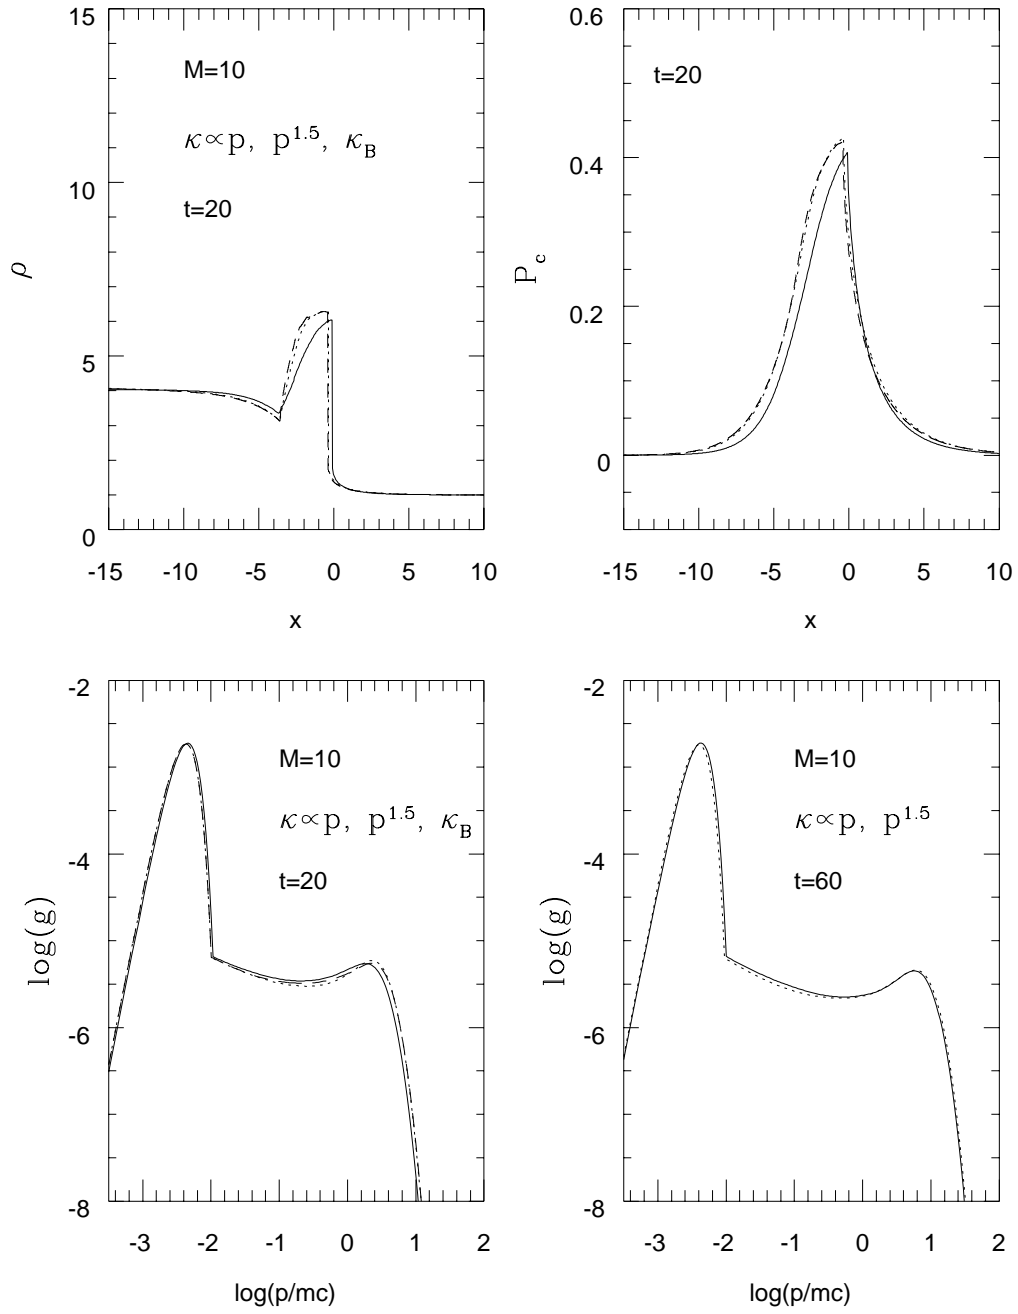 15
10
5
0
ρ
M=10
κ∝p, p^1.5, κ_B
t=20
-15 -10 -5 0 5 10
x
0.6
0.4
0.2
0
P_c
t=20
-15 -10 -5 0 5 10
x
-2
-4
-6
-8
log(g)
M=10
κ∝p, p^1.5, κ_B
t=20
-3 -2 -1 0 1 2
log(p/mc)
-2
-4
-6
-8
log(g)
M=10
κ∝p, p^1.5
t=60
-3 -2 -1 0 1 2
log(p/mc)